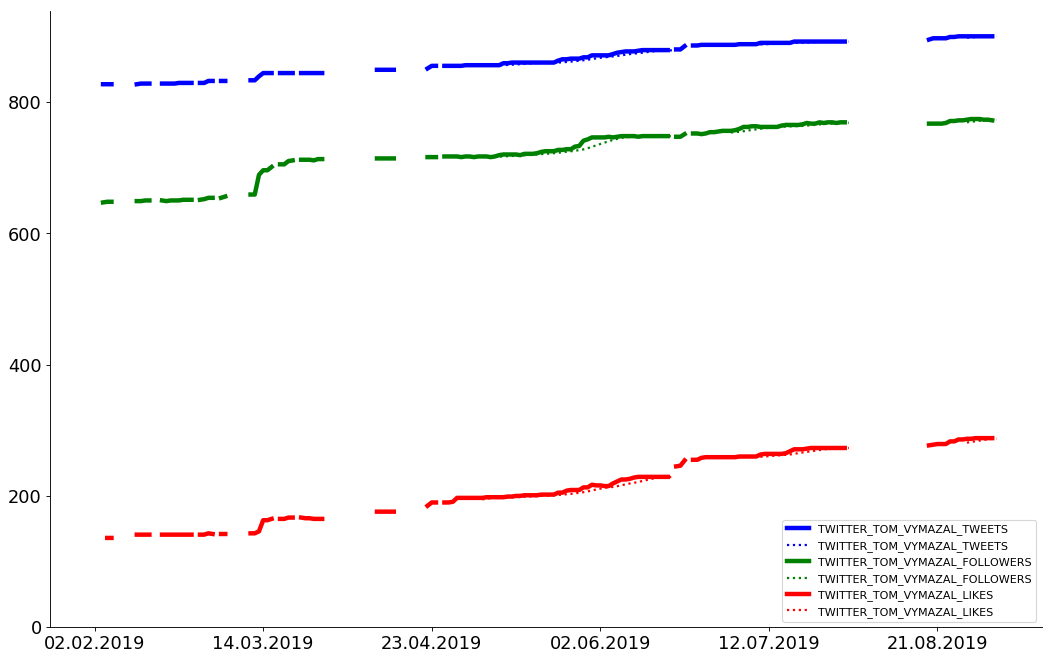 800
600
400
200
0
02.02.2019 14.03.2019 23.04.2019 02.06.2019 12.07.2019 21.08.2019
TWITTER_TOM_VYMAZAL_TWEETS
TWITTER_TOM_VYMAZAL_TWEETS
TWITTER_TOM_VYMAZAL_FOLLOWERS
TWITTER_TOM_VYMAZAL_FOLLOWERS
TWITTER_TOM_VYMAZAL_LIKES
TWITTER_TOM_VYMAZAL_LIKES